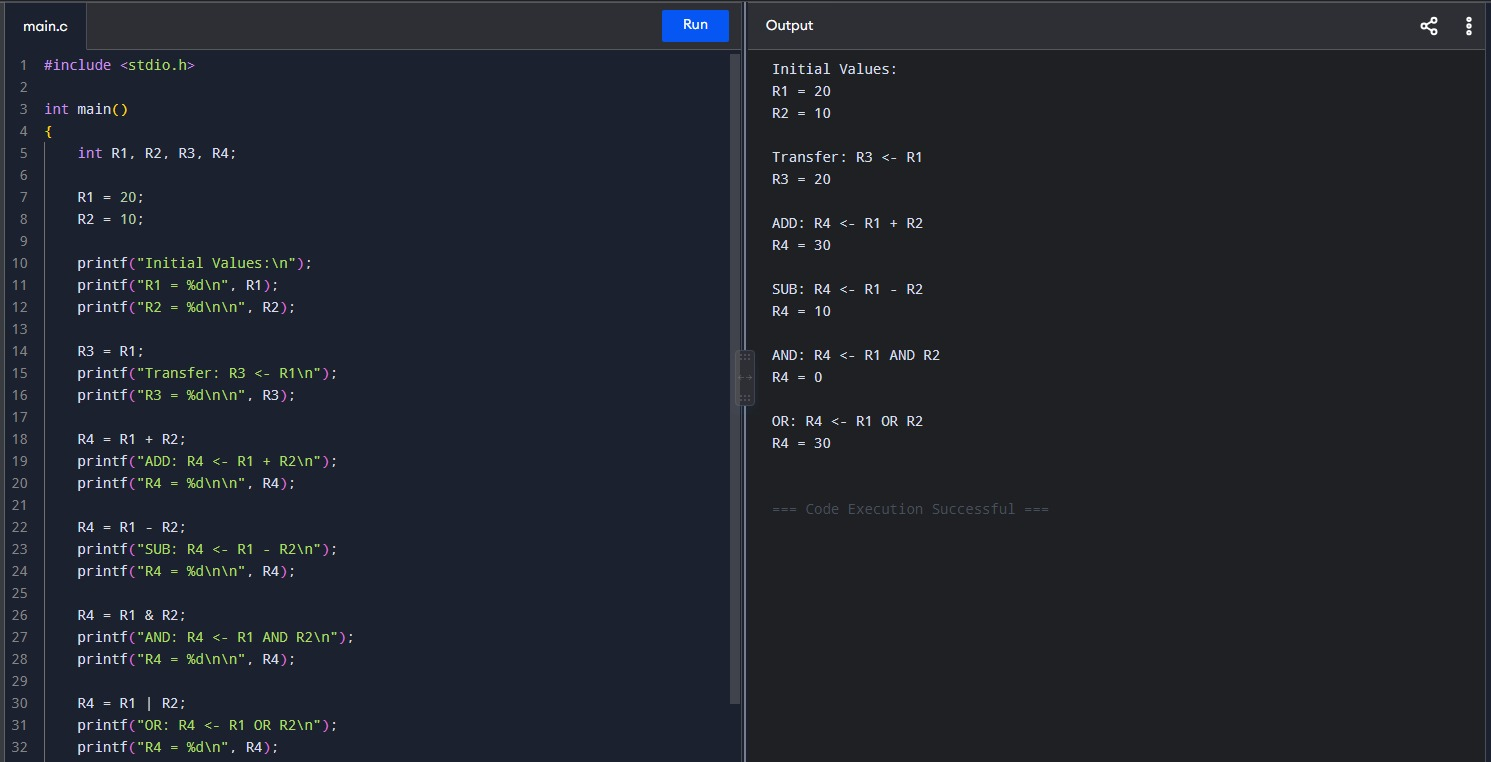 main.c
Run
1 #include <stdio.h>
2
3 int main()
4 {
5     int R1, R2, R3, R4;
6
7     R1 = 20;
8     R2 = 10;
9
10     printf("Initial Values:\n");
11     printf("R1 = %d\n", R1);
12     printf("R2 = %d\n\n", R2);
13
14     R3 = R1;
15     printf("Transfer: R3 <- R1\n");
16     printf("R3 = %d\n\n", R3);
17
18     R4 = R1 + R2;
19     printf("ADD: R4 <- R1 + R2\n");
20     printf("R4 = %d\n\n", R4);
21
22     R4 = R1 - R2;
23     printf("SUB: R4 <- R1 - R2\n");
24     printf("R4 = %d\n\n", R4);
25
26     R4 = R1 & R2;
27     printf("AND: R4 <- R1 AND R2\n");
28     printf("R4 = %d\n\n", R4);
29
30     R4 = R1 | R2;
31     printf("OR: R4 <- R1 OR R2\n");
32     printf("R4 = %d\n", R4);
Output
Initial Values:
R1 = 20
R2 = 10

Transfer: R3 <- R1
R3 = 20

ADD: R4 <- R1 + R2
R4 = 30

SUB: R4 <- R1 - R2
R4 = 10

AND: R4 <- R1 AND R2
R4 = 0

OR: R4 <- R1 OR R2
R4 = 30

=== Code Execution Successful ===